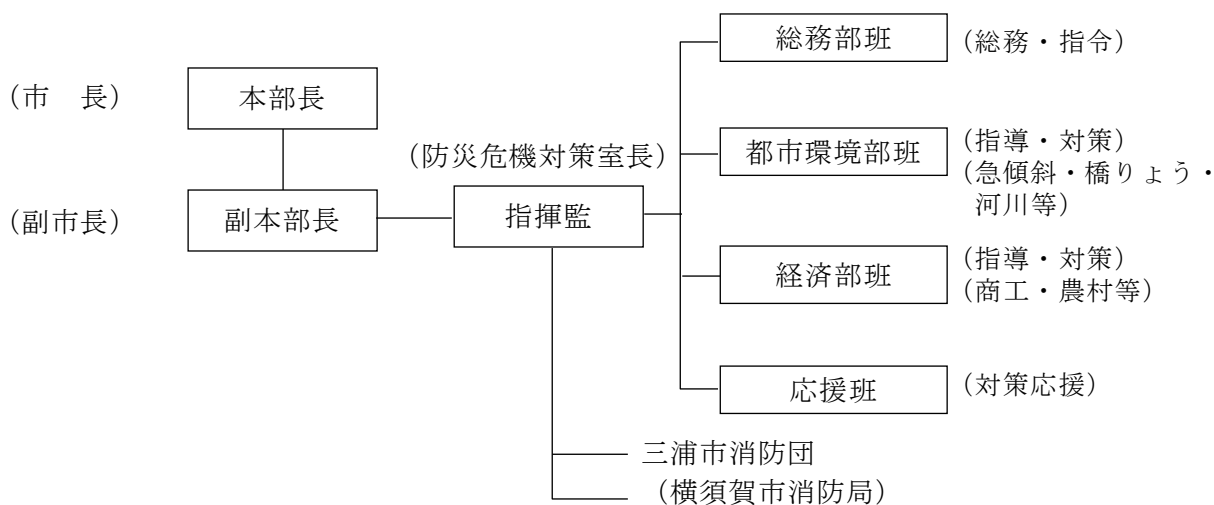 総務部班
(総務・指令)
(市　長)
本部長
(防災危機対策室長)
都市環境部班
(指導・対策)
(急傾斜・橋りょう・
河川等)
(副市長)
副本部長
指揮監
経済部班
(指導・対策)
(商工・農村等)
応援班
(対策応援)
三浦市消防団
(横須賀市消防局)